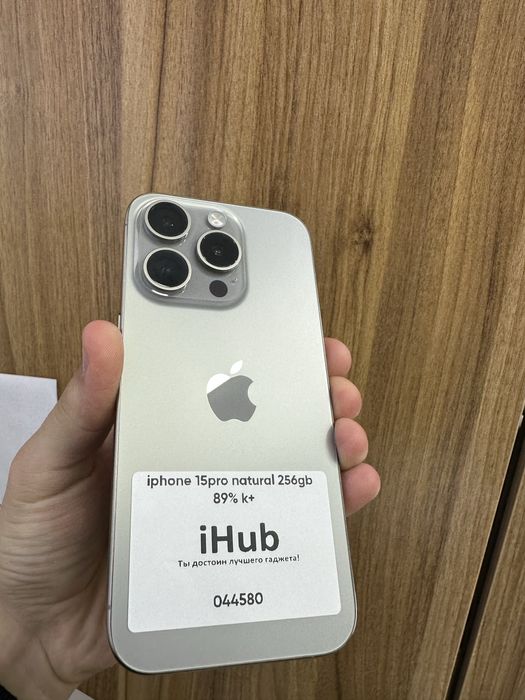 iphone 15pro natural 256gb
89% k+
iHub
Ты достоин лучшего гаджета!
044580